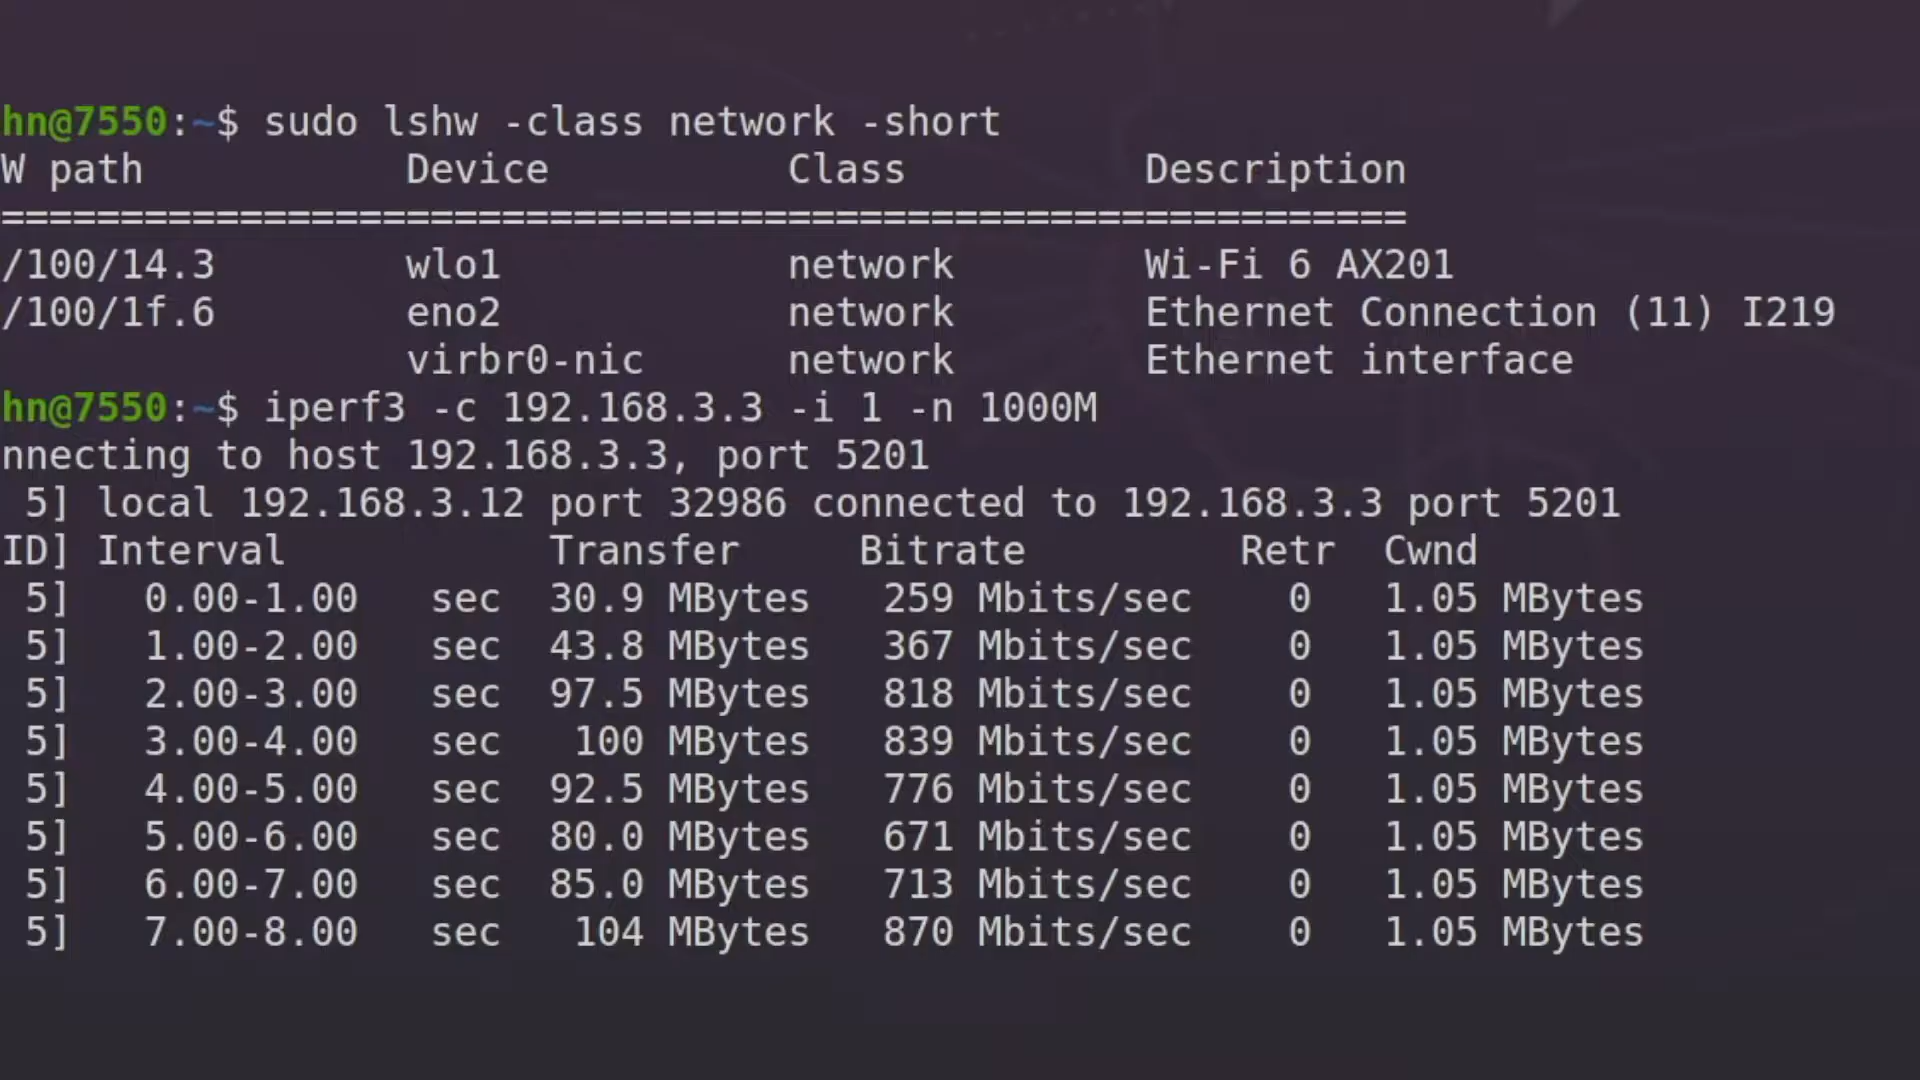 hn@7550:~$ sudo lshw -class network -short
W path Device Class Description
===========================================================
/100/14.3 wlo1 network Wi-Fi 6 AX201
/100/1f.6 eno2 network Ethernet Connection (11) I219
virbr0-nic network Ethernet interface
hn@7550:~$ iperf3 -c 192.168.3.3 -i 1 -n 1000M
nnecting to host 192.168.3.3, port 5201
5] local 192.168.3.12 port 32986 connected to 192.168.3.3 port 5201
ID] Interval Transfer Bitrate Retr Cwnd
5] 0.00-1.00 sec 30.9 MBytes 259 Mbits/sec 0 1.05 MBytes
5] 1.00-2.00 sec 43.8 MBytes 367 Mbits/sec 0 1.05 MBytes
5] 2.00-3.00 sec 97.5 MBytes 818 Mbits/sec 0 1.05 MBytes
5] 3.00-4.00 sec 100 MBytes 839 Mbits/sec 0 1.05 MBytes
5] 4.00-5.00 sec 92.5 MBytes 776 Mbits/sec 0 1.05 MBytes
5] 5.00-6.00 sec 80.0 MBytes 671 Mbits/sec 0 1.05 MBytes
5] 6.00-7.00 sec 85.0 MBytes 713 Mbits/sec 0 1.05 MBytes
5] 7.00-8.00 sec 104 MBytes 870 Mbits/sec 0 1.05 MBytes